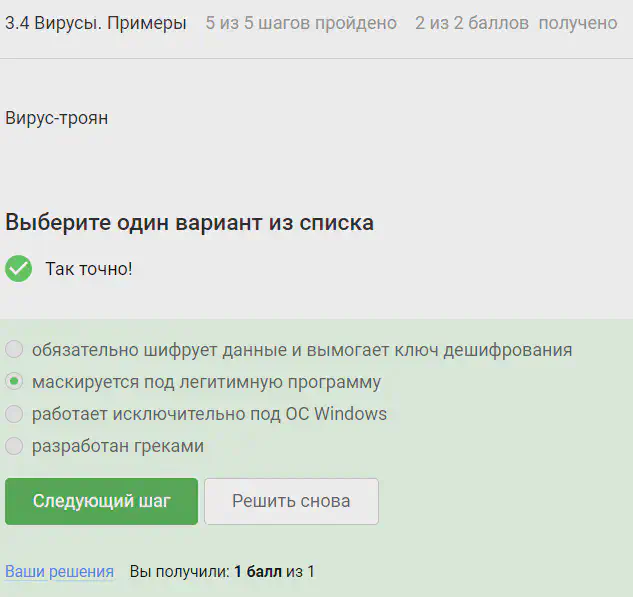 3.4 Вирусы. Примеры 5 из 5 шагов пройдено 2 из 2 баллов получено
Вирус-троян
Выберите один вариант из списка
Так точно!
обязательно шифрует данные и вымогает ключ дешифрования
маскируется под легитимную программу
работает исключительно под ОС Windows
разработан греками
Следующий шаг Решить снова
Ваши решения Вы получили: 1 балл из 1